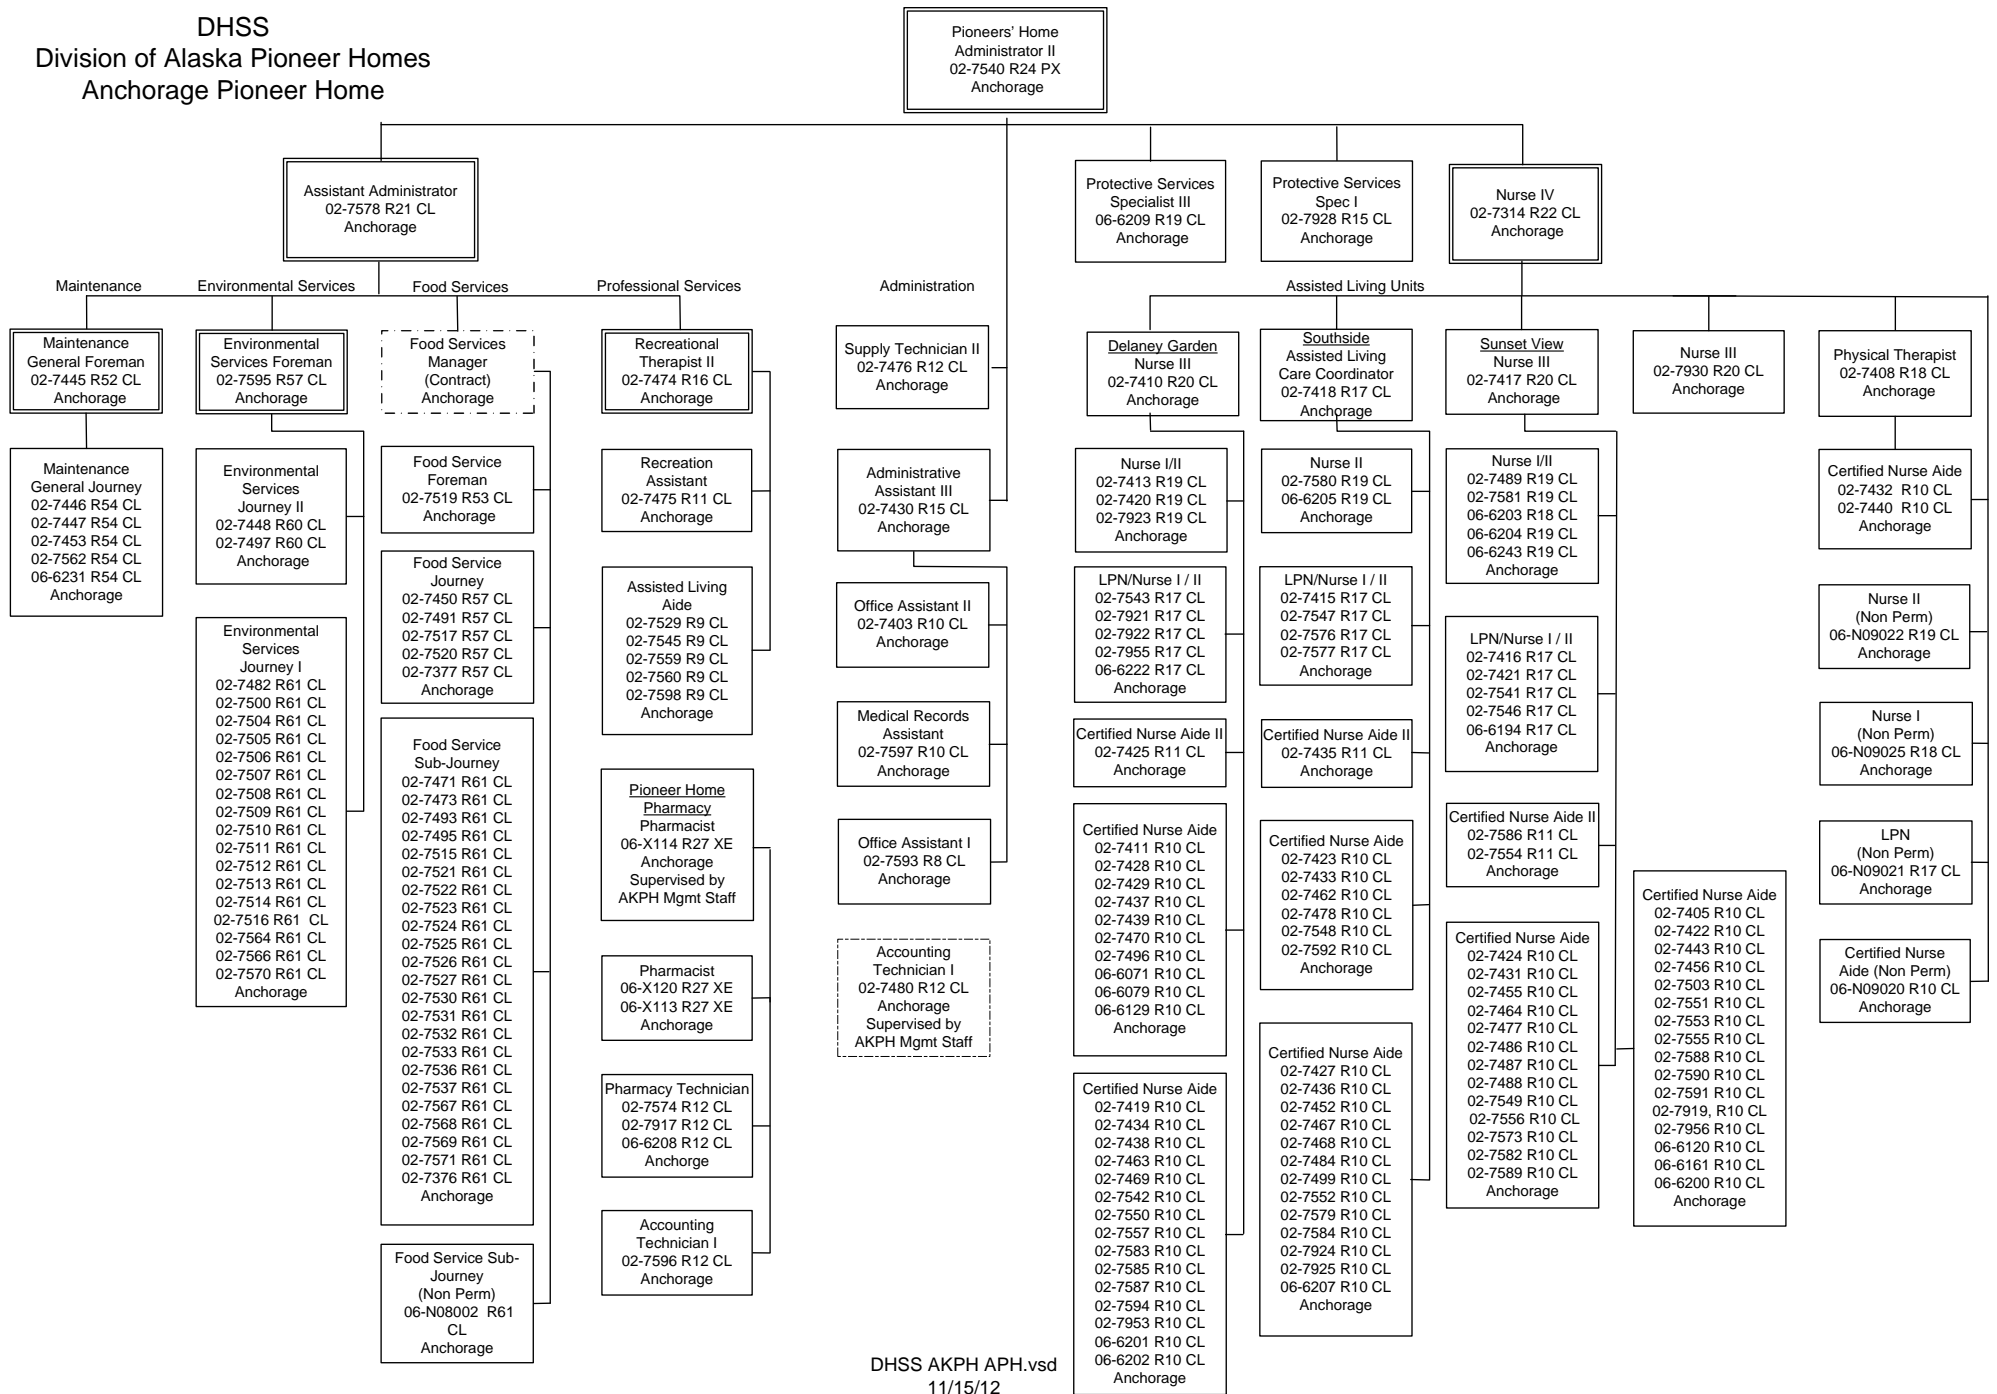 DHSS
Division of Alaska Pioneer Homes
Anchorage Pioneer Home
Pioneers' Home
Administrator II
02-7540 R24 PX
Anchorage
Assistant Administrator
02-7578 R21 CL
Anchorage
Protective Services
Specialist III
06-6209 R19 CL
Anchorage
Protective Services
Spec I
02-7928 R15 CL
Anchorage
Nurse IV
02-7314 R22 CL
Anchorage
Maintenance
Environmental Services
Food Services
Professional Services
Administration
Assisted Living Units
Maintenance
General Foreman
02-7445 R52 CL
Anchorage
Maintenance
General Journey
02-7446 R54 CL
02-7447 R54 CL
02-7453 R54 CL
02-7562 R54 CL
06-6231 R54 CL
Anchorage
Environmental
Services Foreman
02-7595 R57 CL
Anchorage
Environmental
Services
Journey II
02-7448 R60 CL
02-7497 R60 CL
Anchorage
Environmental
Services
Journey I
02-7482 R61 CL
02-7500 R61 CL
02-7504 R61 CL
02-7505 R61 CL
02-7506 R61 CL
02-7507 R61 CL
02-7508 R61 CL
02-7509 R61 CL
02-7510 R61 CL
02-7511 R61 CL
02-7512 R61 CL
02-7513 R61 CL
02-7514 R61 CL
02-7516 R61  CL
02-7564 R61 CL
02-7566 R61 CL
02-7570 R61 CL
Anchorage
Food Services
Manager
(Contract)
Anchorage
Food Service
Foreman
02-7519 R53 CL
Anchorage
Food Service
Journey
02-7450 R57 CL
02-7491 R57 CL
02-7517 R57 CL
02-7520 R57 CL
02-7377 R57 CL
Anchorage
Food Service
Sub-Journey
02-7471 R61 CL
02-7473 R61 CL
02-7493 R61 CL
02-7495 R61 CL
02-7515 R61 CL
02-7521 R61 CL
02-7522 R61 CL
02-7523 R61 CL
02-7524 R61 CL
02-7525 R61 CL
02-7526 R61 CL
02-7527 R61 CL
02-7530 R61 CL
02-7531 R61 CL
02-7532 R61 CL
02-7533 R61 CL
02-7536 R61 CL
02-7537 R61 CL
02-7567 R61 CL
02-7568 R61 CL
02-7569 R61 CL
02-7571 R61 CL
02-7376 R61 CL
Anchorage
Food Service Sub-
Journey
(Non Perm)
06-N08002  R61
CL
Anchorage
Recreational
Therapist II
02-7474 R16 CL
Anchorage
Recreation
Assistant
02-7475 R11 CL
Anchorage
Assisted Living
Aide
02-7529 R9 CL
02-7545 R9 CL
02-7559 R9 CL
02-7560 R9 CL
02-7598 R9 CL
Anchorage
Pioneer Home
Pharmacy
Pharmacist
06-X114 R27 XE
Anchorage
Supervised by
AKPH Mgmt Staff
Pharmacist
06-X120 R27 XE
06-X113 R27 XE
Anchorage
Pharmacy Technician
02-7574 R12 CL
02-7917 R12 CL
06-6208 R12 CL
Anchorge
Accounting
Technician I
02-7596 R12 CL
Anchorage
Supply Technician II
02-7476 R12 CL
Anchorage
Administrative
Assistant III
02-7430 R15 CL
Anchorage
Office Assistant II
02-7403 R10 CL
Anchorage
Medical Records
Assistant
02-7597 R10 CL
Anchorage
Office Assistant I
02-7593 R8 CL
Anchorage
Accounting
Technician I
02-7480 R12 CL
Anchorage
Supervised by
AKPH Mgmt Staff
Delaney Garden
Nurse III
02-7410 R20 CL
Anchorage
Nurse I/II
02-7413 R19 CL
02-7420 R19 CL
02-7923 R19 CL
Anchorage
LPN/Nurse I / II
02-7543 R17 CL
02-7921 R17 CL
02-7922 R17 CL
02-7955 R17 CL
06-6222 R17 CL
Anchorage
Certified Nurse Aide II
02-7425 R11 CL
Anchorage
Certified Nurse Aide
02-7411 R10 CL
02-7428 R10 CL
02-7429 R10 CL
02-7437 R10 CL
02-7439 R10 CL
02-7470 R10 CL
02-7496 R10 CL
06-6071 R10 CL
06-6079 R10 CL
06-6129 R10 CL
Anchorage
Certified Nurse Aide
02-7419 R10 CL
02-7434 R10 CL
02-7438 R10 CL
02-7463 R10 CL
02-7469 R10 CL
02-7542 R10 CL
02-7550 R10 CL
02-7557 R10 CL
02-7583 R10 CL
02-7585 R10 CL
02-7587 R10 CL
02-7594 R10 CL
02-7953 R10 CL
06-6201 R10 CL
06-6202 R10 CL
Anchorage
Southside
Assisted Living
Care Coordinator
02-7418 R17 CL
Anchorage
Nurse II
02-7580 R19 CL
06-6205 R19 CL
Anchorage
LPN/Nurse I / II
02-7415 R17 CL
02-7547 R17 CL
02-7576 R17 CL
02-7577 R17 CL
Anchorage
Certified Nurse Aide II
02-7435 R11 CL
Anchorage
Certified Nurse Aide
02-7423 R10 CL
02-7433 R10 CL
02-7462 R10 CL
02-7478 R10 CL
02-7548 R10 CL
02-7592 R10 CL
Anchorage
Certified Nurse Aide
02-7427 R10 CL
02-7436 R10 CL
02-7452 R10 CL
02-7467 R10 CL
02-7468 R10 CL
02-7484 R10 CL
02-7499 R10 CL
02-7552 R10 CL
02-7579 R10 CL
02-7584 R10 CL
02-7924 R10 CL
02-7925 R10 CL
06-6207 R10 CL
Anchorage
Sunset View
Nurse III
02-7417 R20 CL
Anchorage
Nurse I/II
02-7489 R19 CL
02-7581 R19 CL
06-6203 R18 CL
06-6204 R19 CL
06-6243 R19 CL
Anchorage
LPN/Nurse I / II
02-7416 R17 CL
02-7421 R17 CL
02-7541 R17 CL
02-7546 R17 CL
06-6194 R17 CL
Anchorage
Certified Nurse Aide II
02-7586 R11 CL
02-7554 R11 CL
Anchorage
Certified Nurse Aide
02-7424 R10 CL
02-7431 R10 CL
02-7455 R10 CL
02-7464 R10 CL
02-7477 R10 CL
02-7486 R10 CL
02-7487 R10 CL
02-7488 R10 CL
02-7549 R10 CL
02-7556 R10 CL
02-7573 R10 CL
02-7582 R10 CL
02-7589 R10 CL
Anchorage
Nurse III
02-7930 R20 CL
Anchorage
Certified Nurse Aide
02-7405 R10 CL
02-7422 R10 CL
02-7443 R10 CL
02-7456 R10 CL
02-7503 R10 CL
02-7551 R10 CL
02-7553 R10 CL
02-7555 R10 CL
02-7588 R10 CL
02-7590 R10 CL
02-7591 R10 CL
02-7919, R10 CL
02-7956 R10 CL
06-6120 R10 CL
06-6161 R10 CL
06-6200 R10 CL
Anchorage
Physical Therapist
02-7408 R18 CL
Anchorage
Certified Nurse Aide
02-7432  R10 CL
02-7440  R10 CL
Anchorage
Nurse II
(Non Perm)
06-N09022 R19 CL
Anchorage
Nurse I
(Non Perm)
06-N09025 R18 CL
Anchorage
LPN
(Non Perm)
06-N09021 R17 CL
Anchorage
Certified Nurse
Aide (Non Perm)
06-N09020 R10 CL
Anchorage
DHSS AKPH APH.vsd
11/15/12